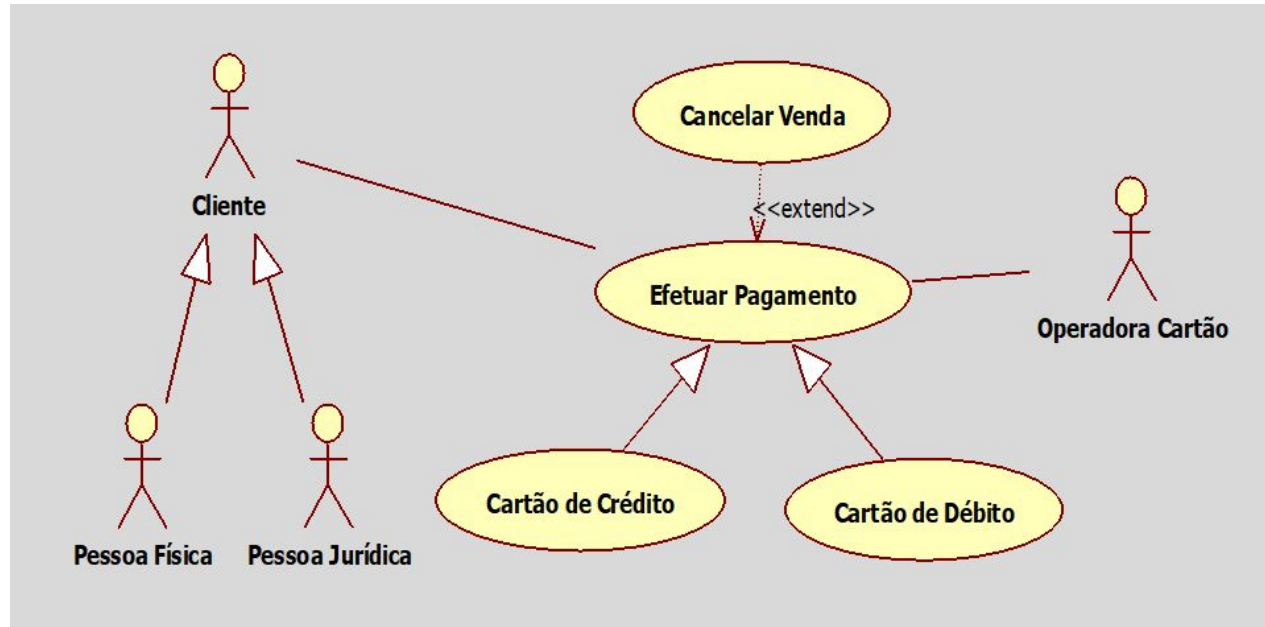 Cancelar Venda
Cliente
<<extend>>
Efetuar Pagamento
Operadora Cartão
Cartão de Crédito
Cartão de Débito
Pessoa Física
Pessoa Jurídica